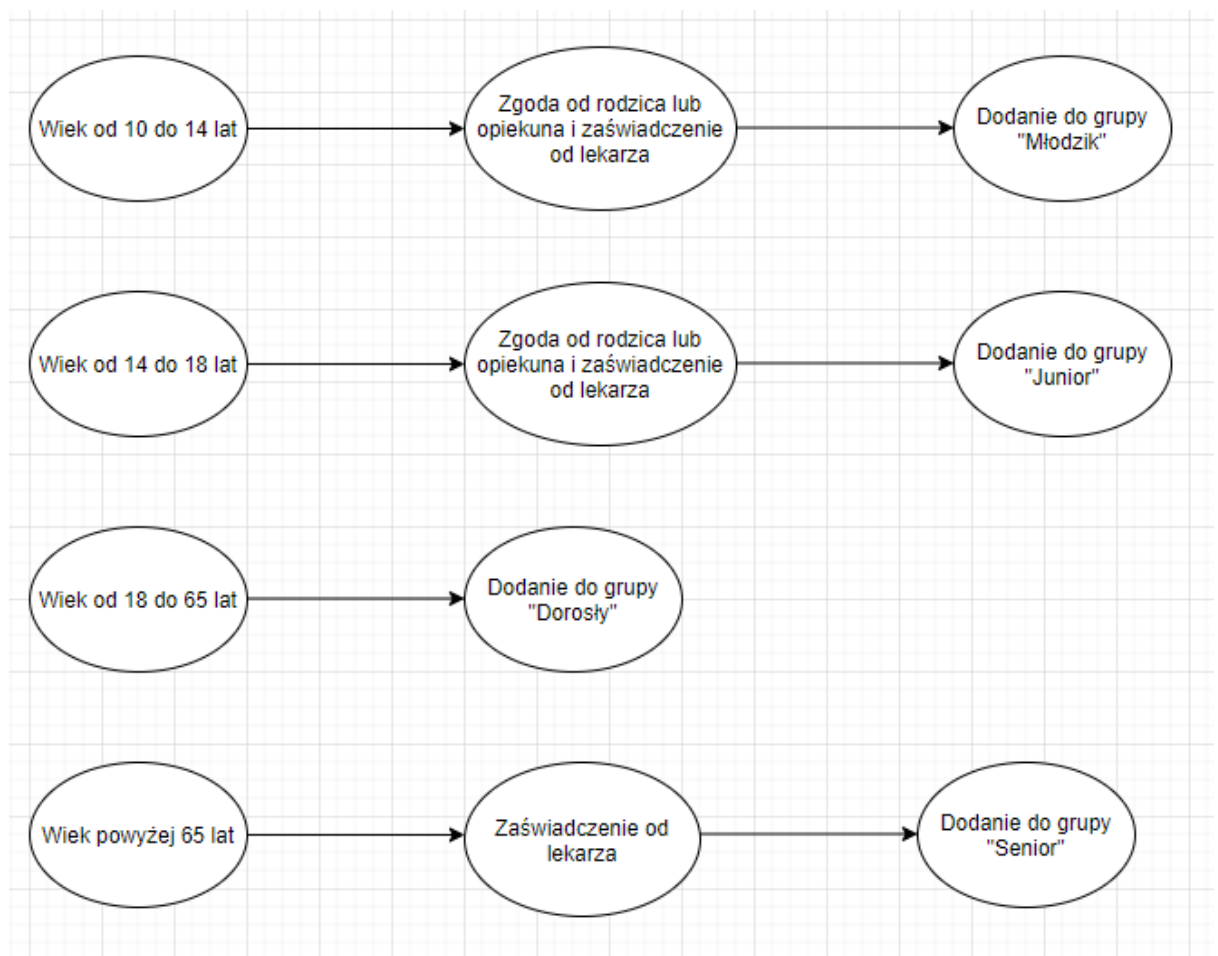 Wiek od 10 do 14 lat
Zgoda od rodzica lub
opiekuna i zaświadczenie
od lekarza
Dodanie do grupy
"Młodzik"
Wiek od 14 do 18 lat
Zgoda od rodzica lub
opiekuna i zaświadczenie
od lekarza
Dodanie do grupy
"Junior"
Wiek od 18 do 65 lat
Dodanie do grupy
"Dorosły"
Wiek powyżej 65 lat
Zaświadczenie od
lekarza
Dodanie do grupy
"Senior"